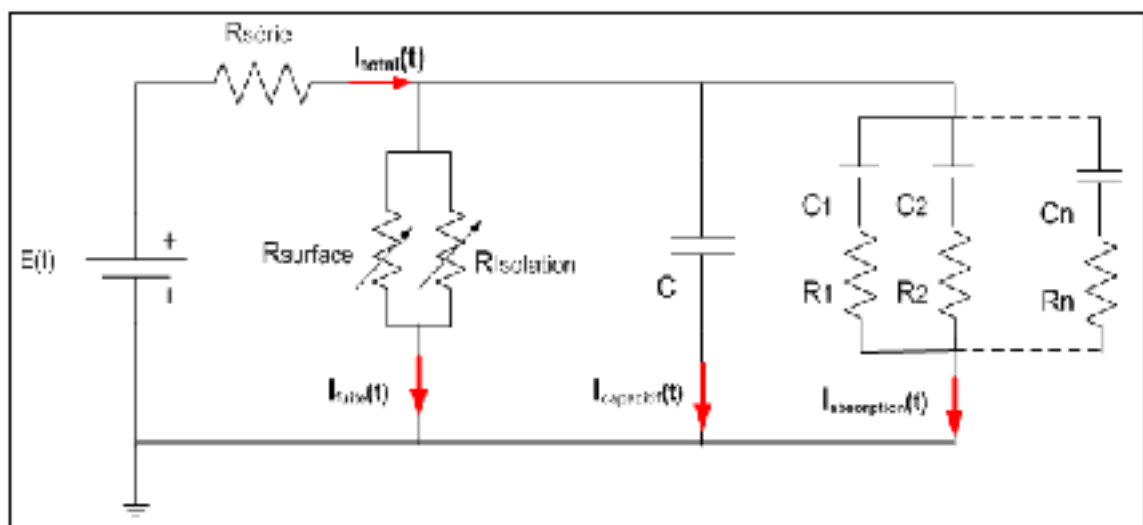 Rsérie
Itotal(t)
E(t)
+
Rsurface
RIsolation
C
C1
C2
Cn
R1
R2
Rn
Ifuite(t)
Icapacitif(t)
Iabsorption(t)